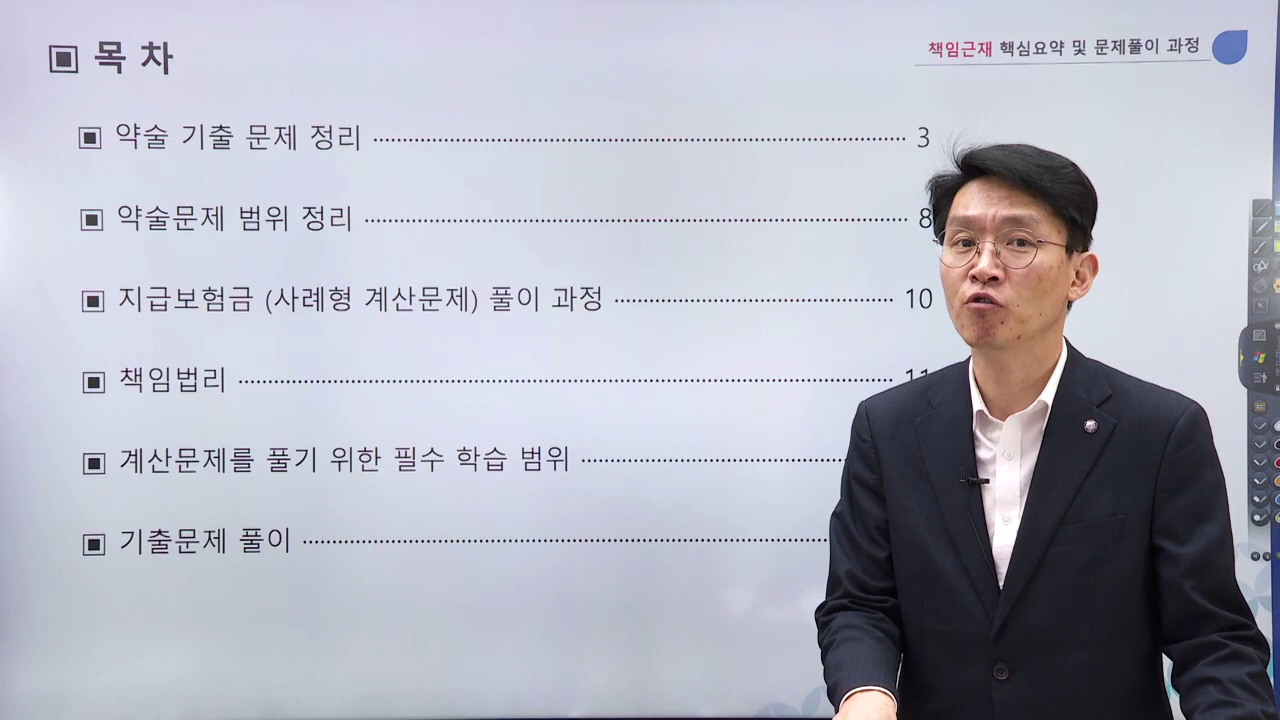 ▣ 목 차
책임근재 핵심요약 및 문제풀이 과정
▣ 약술 기출 문제 정리 ········ 3
▣ 약술문제 범위 정리 ········ 8
▣ 지급보험금 (사례형 계산문제) 풀이 과정 ········ 10
▣ 책임법리 ········ 11
▣ 계산문제를 풀기 위한 필수 학습 범위 ········
▣ 기출문제 풀이 ········